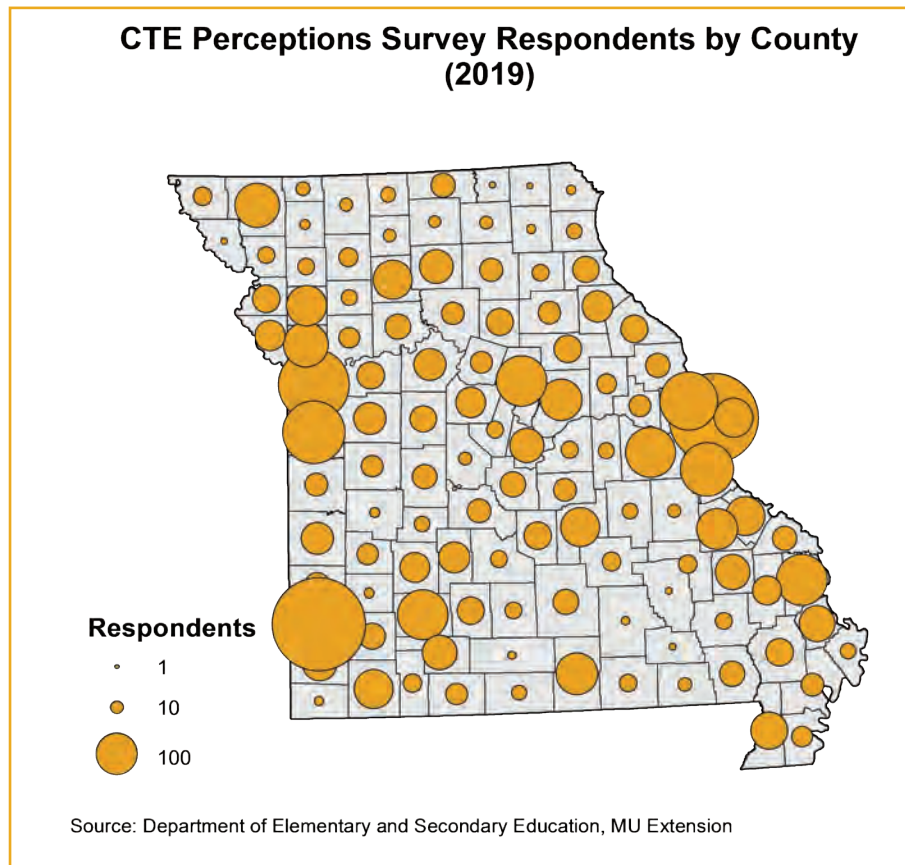 CTE Perceptions Survey Respondents by County
(2019)
Respondents
1
10
100
Source: Department of Elementary and Secondary Education, MU Extension